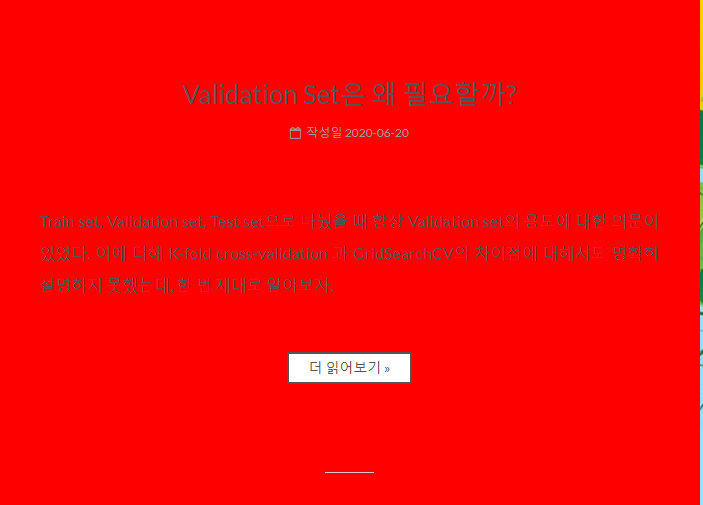 Validation Set은 왜 필요할까?
작성일 2020-06-20
Train set, Validation set, Test set으로 나눴을 때 항상 Validation set의 용도에 대한 의문이
있었다. 이에 더해 K-fold cross-validation 과 GridSearchCV의 차이점에 대해서도 명확히
설명하지 못했는데, 한 번 제대로 알아보자.
더 읽어보기 »